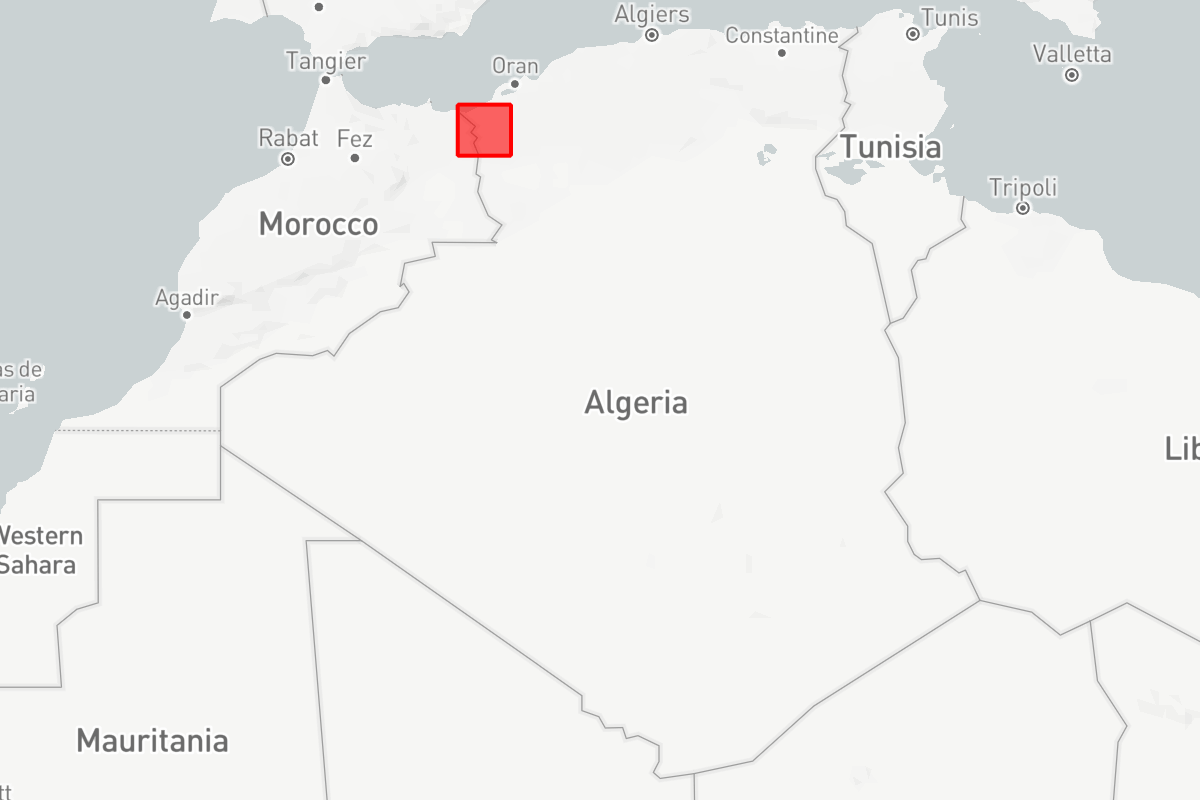 Algiers
Tunis
Constantine
Valletta
Tangier
Oran
Rabat
Fez
Tunisia
Tripoli
Morocco
Agadir
as de
aria
Algeria
Lib
Western
Sahara
Mauritania
tt